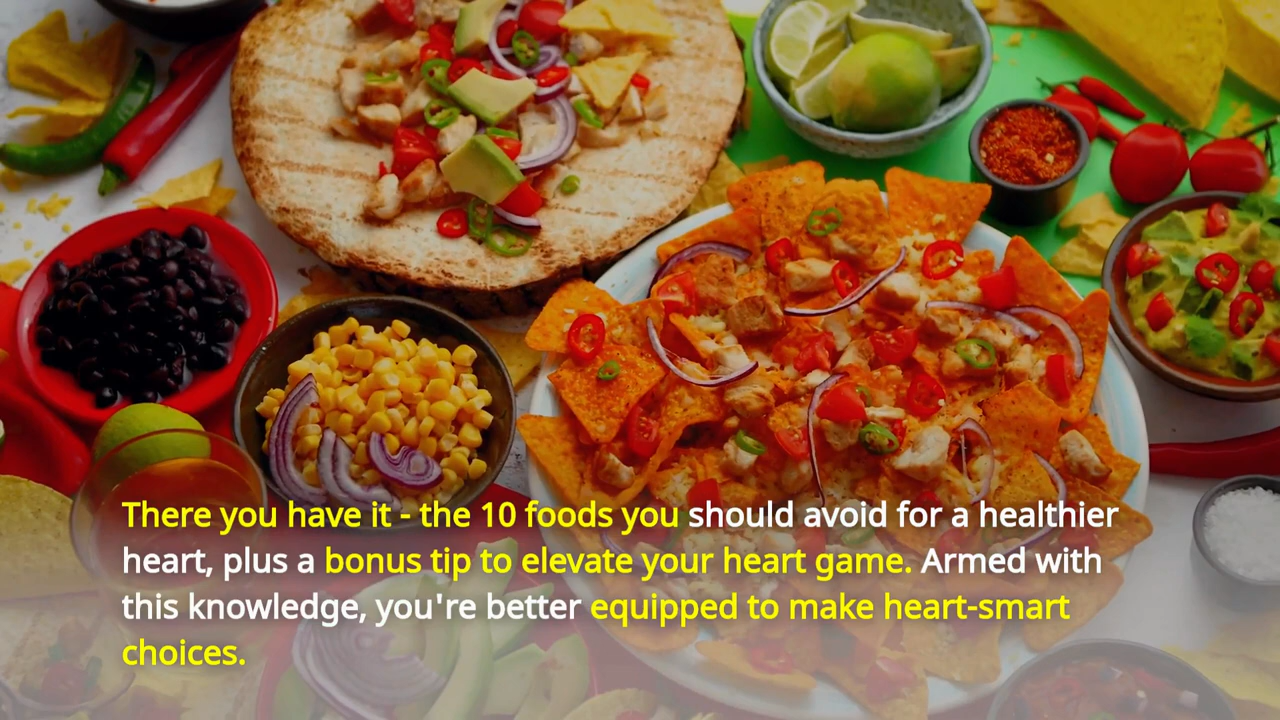 There you have it - the 10 foods you should avoid for a healthier
heart, plus a bonus tip to elevate your heart game. Armed with
this knowledge, you're better equipped to make heart-smart
choices.